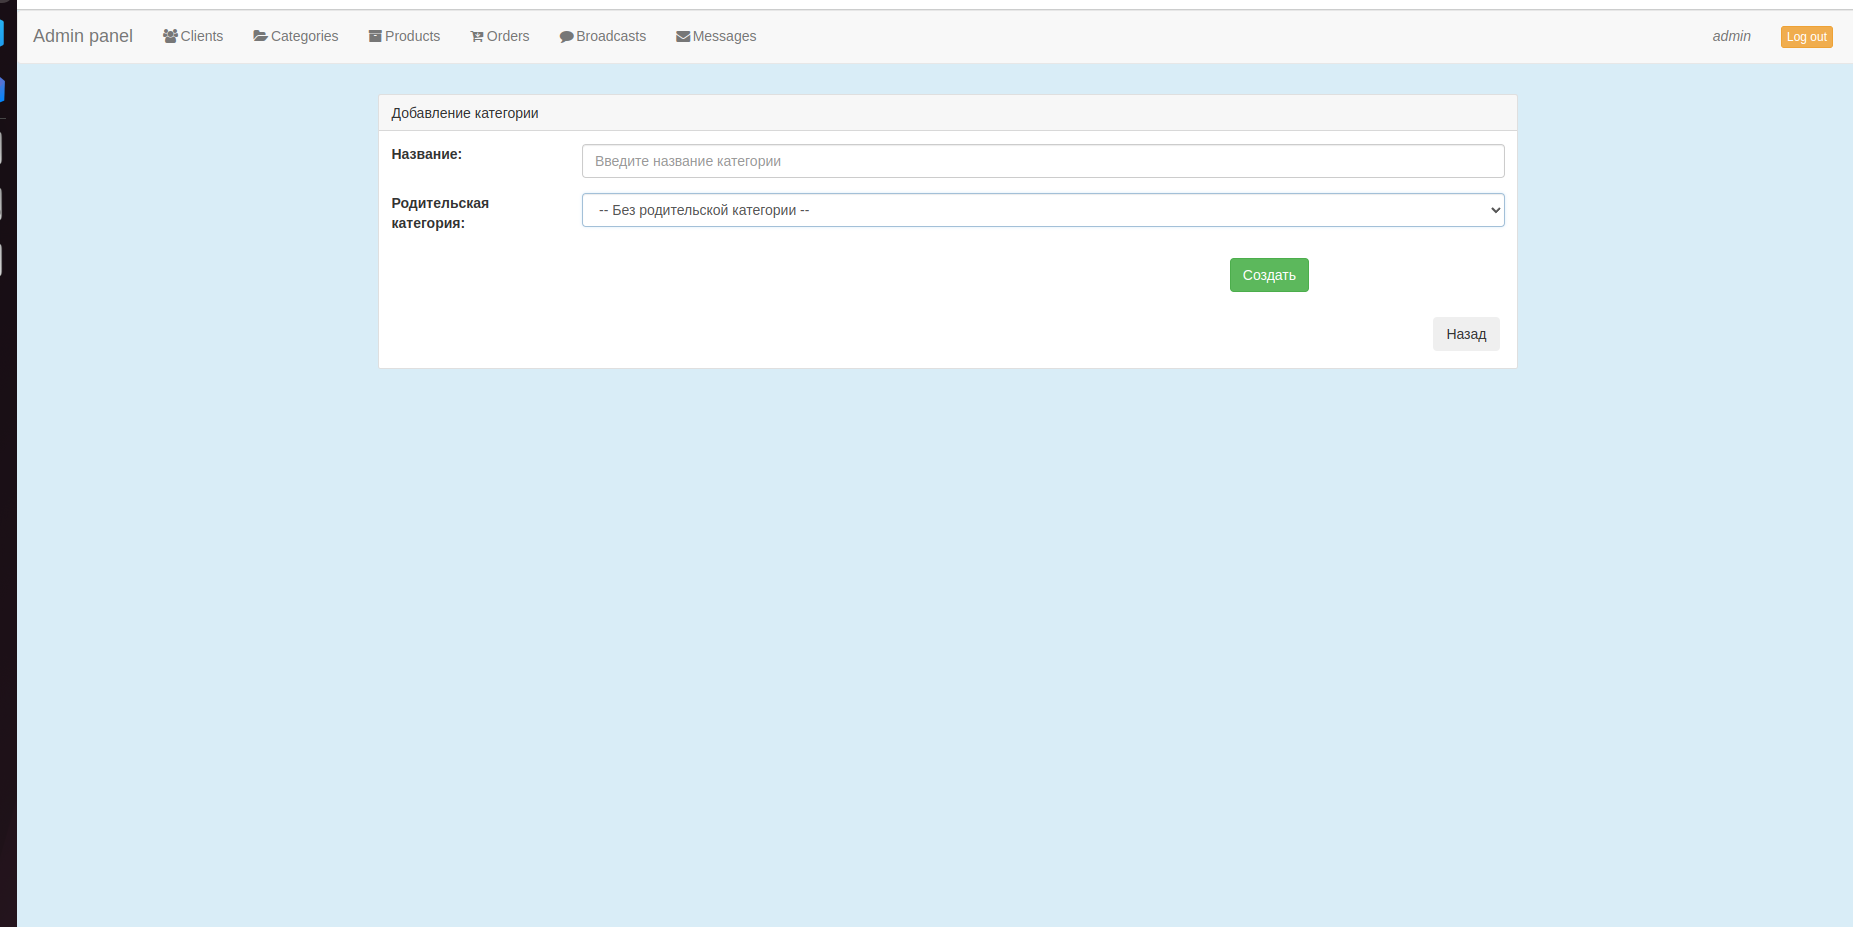 Admin panel Clients Categories Products Orders Broadcasts Messages admin Log out
Добавление категории
Название: Введите название категории
Родительская категория: -- Без родительской категории --
Создать
Назад